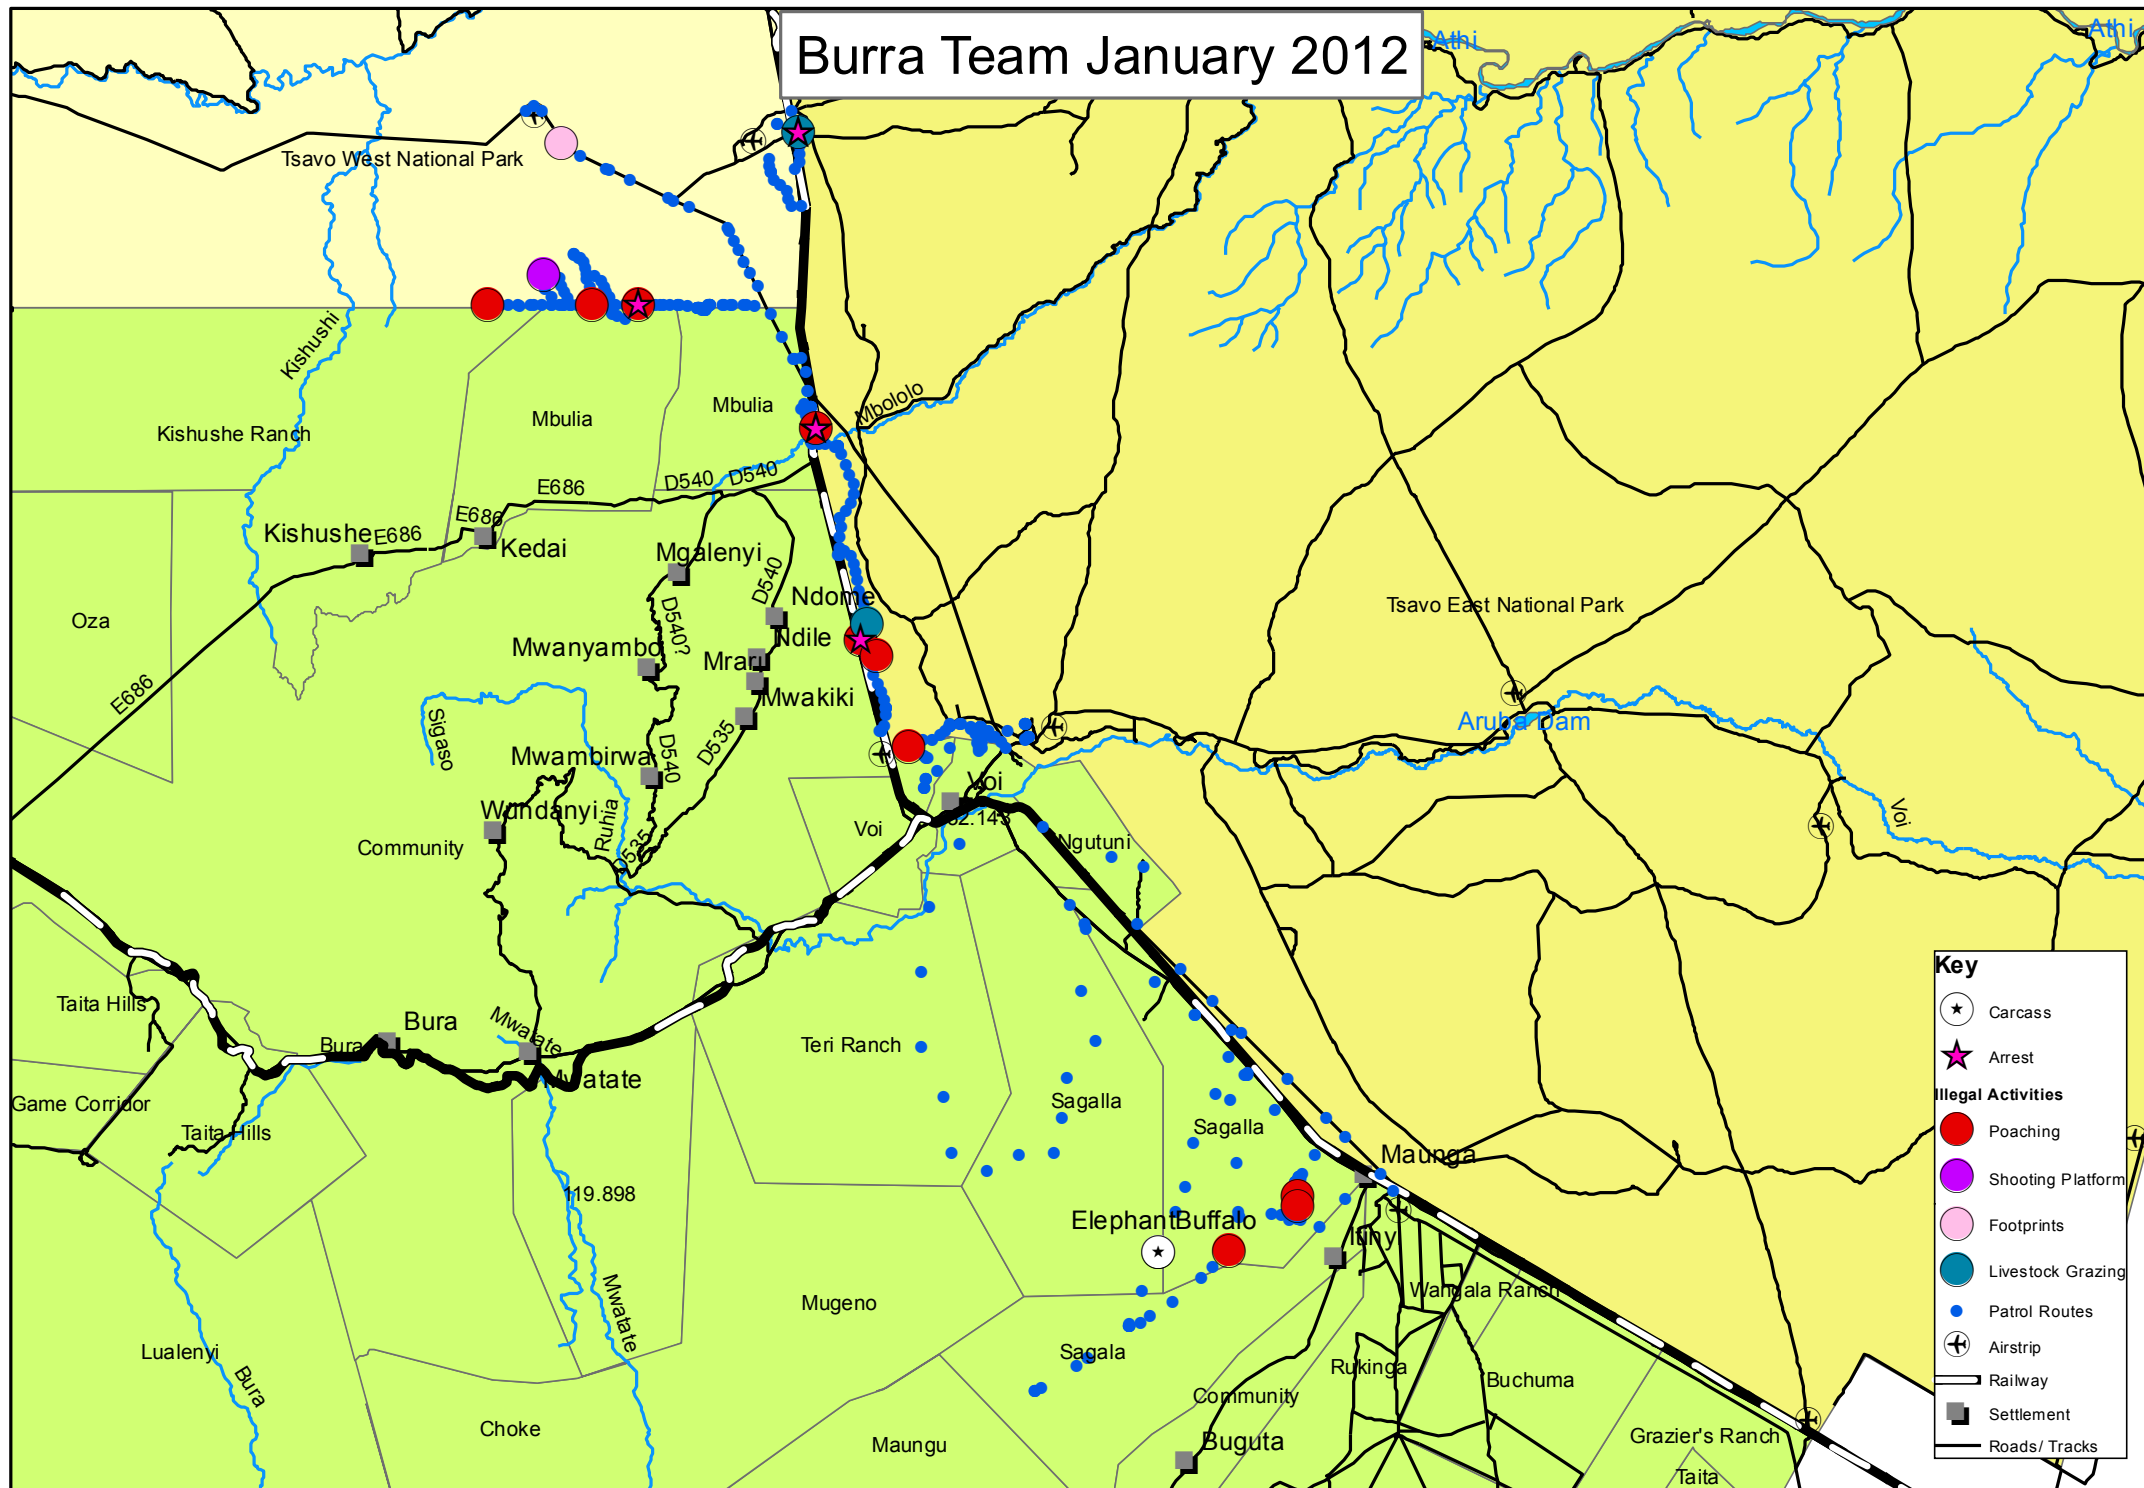 Burra Team January 2012
Athi
Athi
Tsavo West National Park
Kishushi
Mbulia
Mbulia
Mbololo
Kishushe Ranch
D540
D540
E686
E686
E686
Kishushe
Kedai
Mgalenyi
D540
Ndome
Tsavo East National Park
Oza
D540?
Ndile
Mwanyambo
Mraru
E686
Mwakiki
Sigaso
Aruba Dam
D535
Mwambirwa
D540
Voi
Wundanyi
Ruhia
Voi
Voi
Ngutuni
Community
D535
Key
Taita Hills
Carcass
Bura
Mwatate
Bura
Teri Ranch
Arrest
Mwatate
Illegal Activities
Game Corridor
Sagalla
Sagalla
Taita Hills
Poaching
Maunga
Shooting Platform
119.898
Elephant
Buffalo
Footprints
Livestock Grazing
Wangala Ranch
Mugeno
Mwatate
Patrol Routes
Lualenyi
Sagala
Airstrip
Rukinga
Buchuma
Railway
Bura
Community
Settlement
Choke
Maungu
Buguta
Grazier's Ranch
Roads/ Tracks
Taita